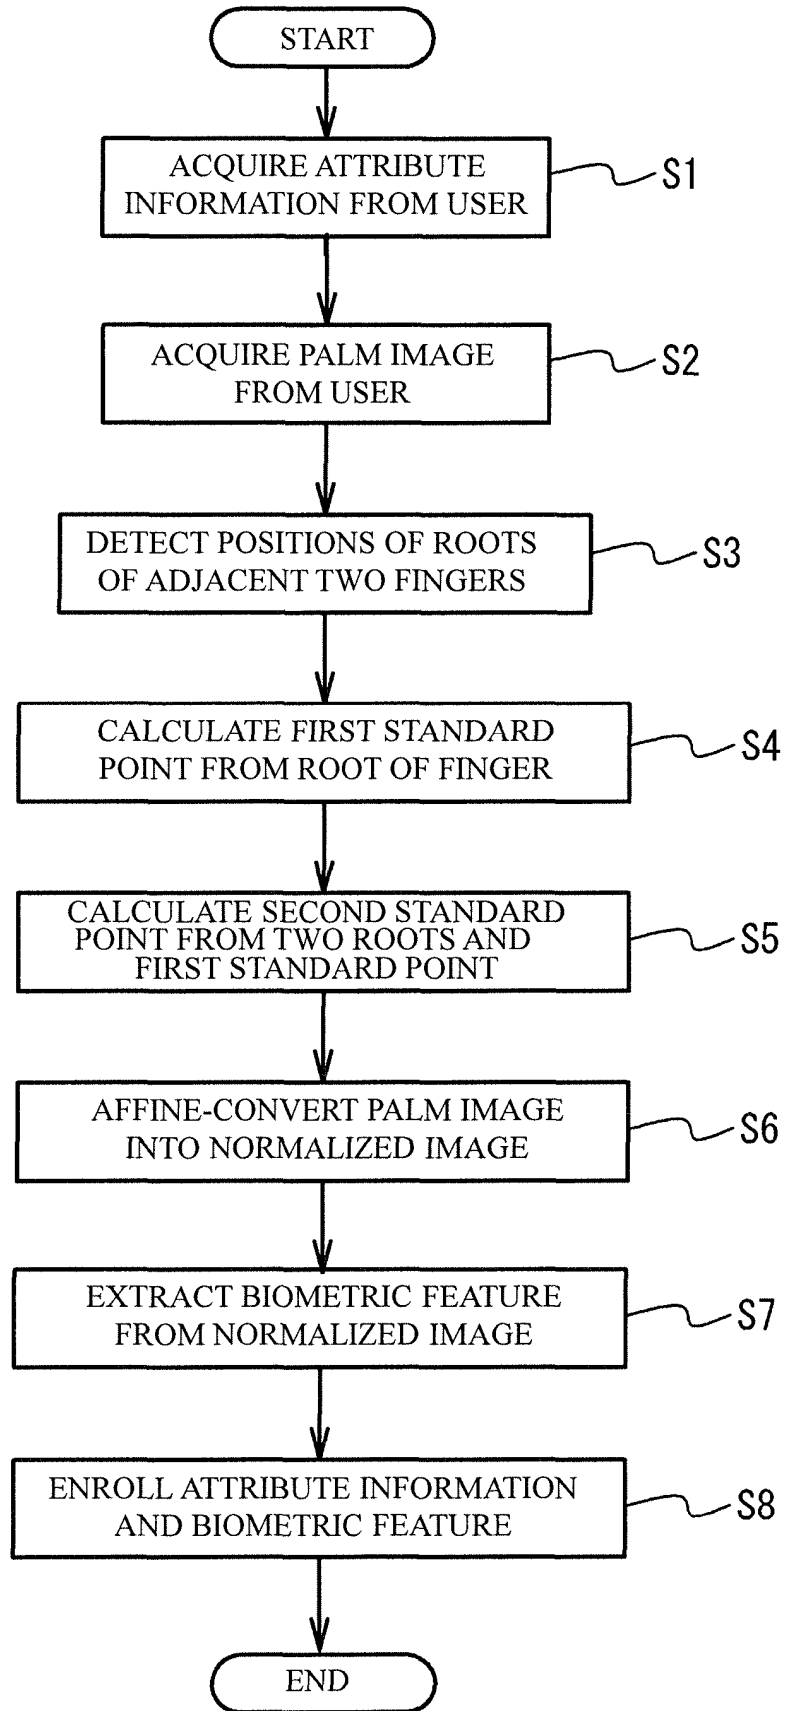 START
ACQUIRE ATTRIBUTE
INFORMATION FROM USER
S1
ACQUIRE PALM IMAGE
FROM USER
S2
DETECT POSITIONS OF ROOTS
OF ADJACENT TWO FINGERS
S3
CALCULATE FIRST STANDARD
POINT FROM ROOT OF FINGER
S4
CALCULATE SECOND STANDARD
POINT FROM TWO ROOTS AND
FIRST STANDARD POINT
S5
AFFINE-CONVERT PALM IMAGE
INTO NORMALIZED IMAGE
S6
EXTRACT BIOMETRIC FEATURE
FROM NORMALIZED IMAGE
S7
ENROLL ATTRIBUTE INFORMATION
AND BIOMETRIC FEATURE
S8
END